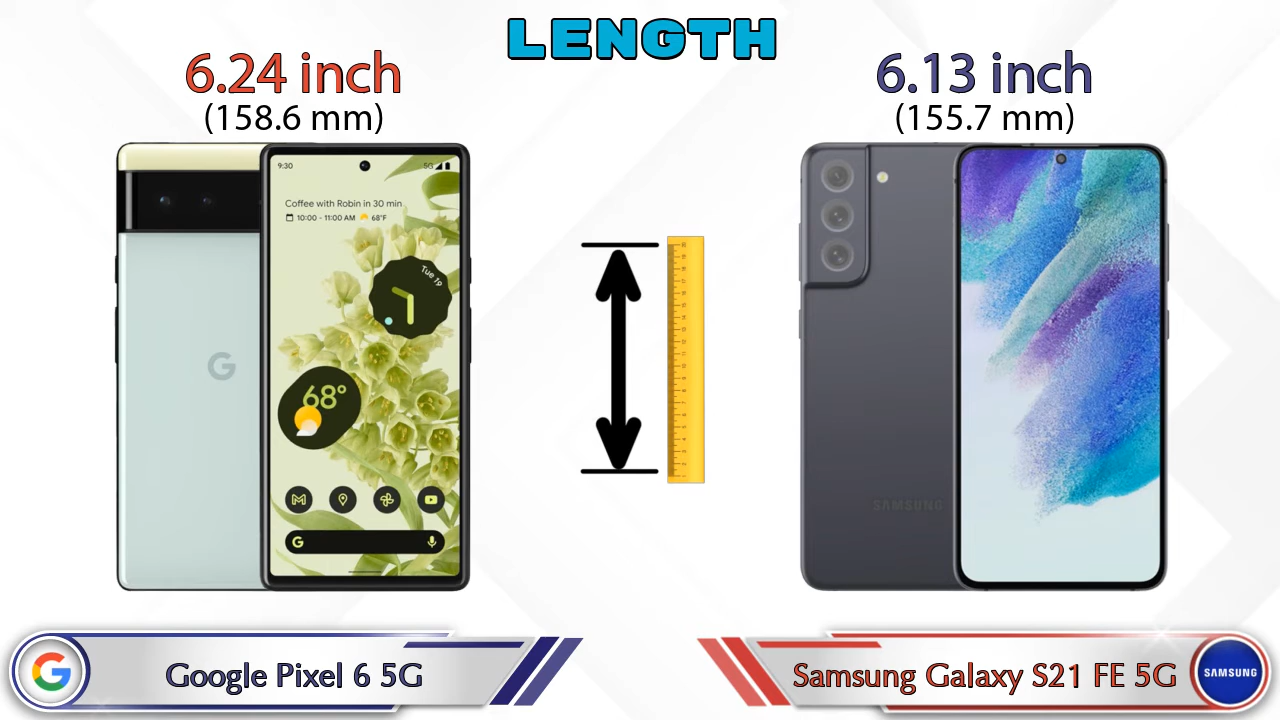 LENGTH
6.24 inch
(158.6 mm)
6.13 inch
(155.7 mm)
9:30
5G
Coffee with Robin in 30 min
10:00 - 11:00 AM 68°F
Tue 19
68°
G
G
SAMSUNG
Google Pixel 6 5G
Samsung Galaxy S21 FE 5G
G
SAMSUNG